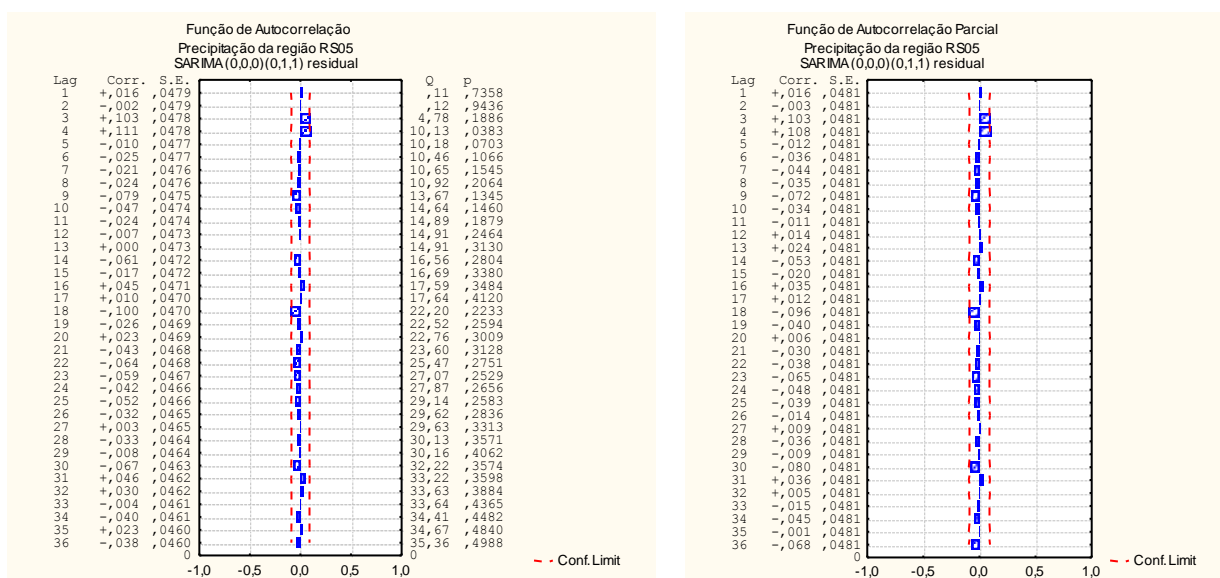 Função de Autocorrelação
Precipitação da região RS05
SARIMA(0,0,0)(0,1,1) residual
Lag Corr. S.E. Q p
1 +,016 ,0479 ,11 ,7358
2 -,002 ,0479 ,12 ,9436
3 +,103 ,0478 4,78 ,1886
4 +,111 ,0478 10,13 ,0383
5 -,010 ,0477 10,18 ,0703
6 -,025 ,0477 10,46 ,1066
7 -,021 ,0476 10,65 ,1545
8 -,024 ,0476 10,92 ,2064
9 -,079 ,0475 13,67 ,1345
10 -,047 ,0474 14,64 ,1460
11 -,024 ,0474 14,89 ,1879
12 -,007 ,0473 14,91 ,2464
13 +,000 ,0473 14,91 ,3130
14 -,061 ,0472 16,56 ,2804
15 -,017 ,0472 16,69 ,3380
16 +,045 ,0471 17,59 ,3484
17 +,010 ,0470 17,64 ,4120
18 -,100 ,0470 22,20 ,2233
19 -,026 ,0469 22,52 ,2594
20 +,023 ,0469 22,76 ,3009
21 -,043 ,0468 23,60 ,3128
22 -,064 ,0468 25,47 ,2751
23 -,059 ,0467 27,07 ,2529
24 -,042 ,0466 27,87 ,2656
25 -,052 ,0466 29,14 ,2583
26 -,032 ,0465 29,62 ,2836
27 +,003 ,0465 29,63 ,3313
28 -,033 ,0464 30,13 ,3571
29 -,008 ,0464 30,16 ,4062
30 -,067 ,0463 32,22 ,3574
31 +,046 ,0462 33,22 ,3598
32 +,030 ,0462 33,63 ,3884
33 -,004 ,0461 33,64 ,4365
34 -,040 ,0461 34,41 ,4482
35 +,023 ,0460 34,67 ,4840
36 -,038 ,0460 35,36 ,4988
0 0
-1,0 -0,5 0,0 0,5 1,0
Conf. Limit
Função de Autocorrelação Parcial
Precipitação da região RS05
SARIMA(0,0,0)(0,1,1) residual
Lag Corr. S.E.
1 +,016 ,0481
2 -,003 ,0481
3 +,103 ,0481
4 +,108 ,0481
5 -,012 ,0481
6 -,036 ,0481
7 -,044 ,0481
8 -,035 ,0481
9 -,072 ,0481
10 -,034 ,0481
11 -,011 ,0481
12 +,014 ,0481
13 +,024 ,0481
14 -,053 ,0481
15 -,020 ,0481
16 +,035 ,0481
17 +,012 ,0481
18 -,096 ,0481
19 -,040 ,0481
20 +,006 ,0481
21 -,030 ,0481
22 -,038 ,0481
23 -,065 ,0481
24 -,048 ,0481
25 -,039 ,0481
26 -,014 ,0481
27 +,009 ,0481
28 -,036 ,0481
29 -,009 ,0481
30 -,080 ,0481
31 +,036 ,0481
32 +,005 ,0481
33 -,015 ,0481
34 -,045 ,0481
35 -,001 ,0481
36 -,068 ,0481
0
-1,0 -0,5 0,0 0,5 1,0
Conf. Limit